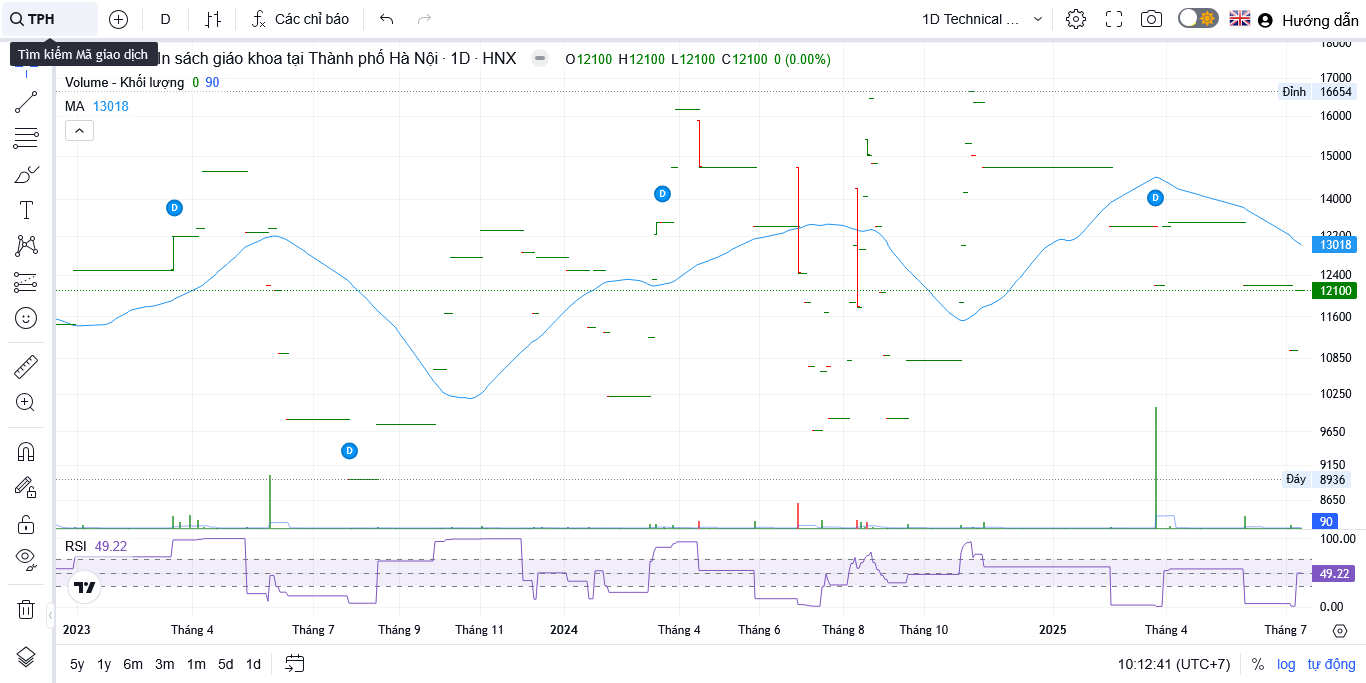 TPH
D
Các chỉ báo
1D Technical ...
Hướng dẫn
Tìm kiếm Mã giao dịch
In sách giáo khoa tại Thành phố Hà Nội · 1D · HNX
O12100 H12100 L12100 C12100 0 (0.00%)
Volume - Khối lượng 0 90
MA 13018
18000
17000
Đỉnh 16654
16000
15000
14000
13200
13018
12400
12100
11600
10850
10250
9650
9150
Đáy 8936
8650
90
D
D
D
D
RSI 49.22
100.00
49.22
0.00
2023 Tháng 4 Tháng 7 Tháng 9 Tháng 11 2024 Tháng 4 Tháng 6 Tháng 8 Tháng 10 2025 Tháng 4 Tháng 7
5y 1y 6m 3m 1m 5d 1d
10:12:41 (UTC+7) % log tự động